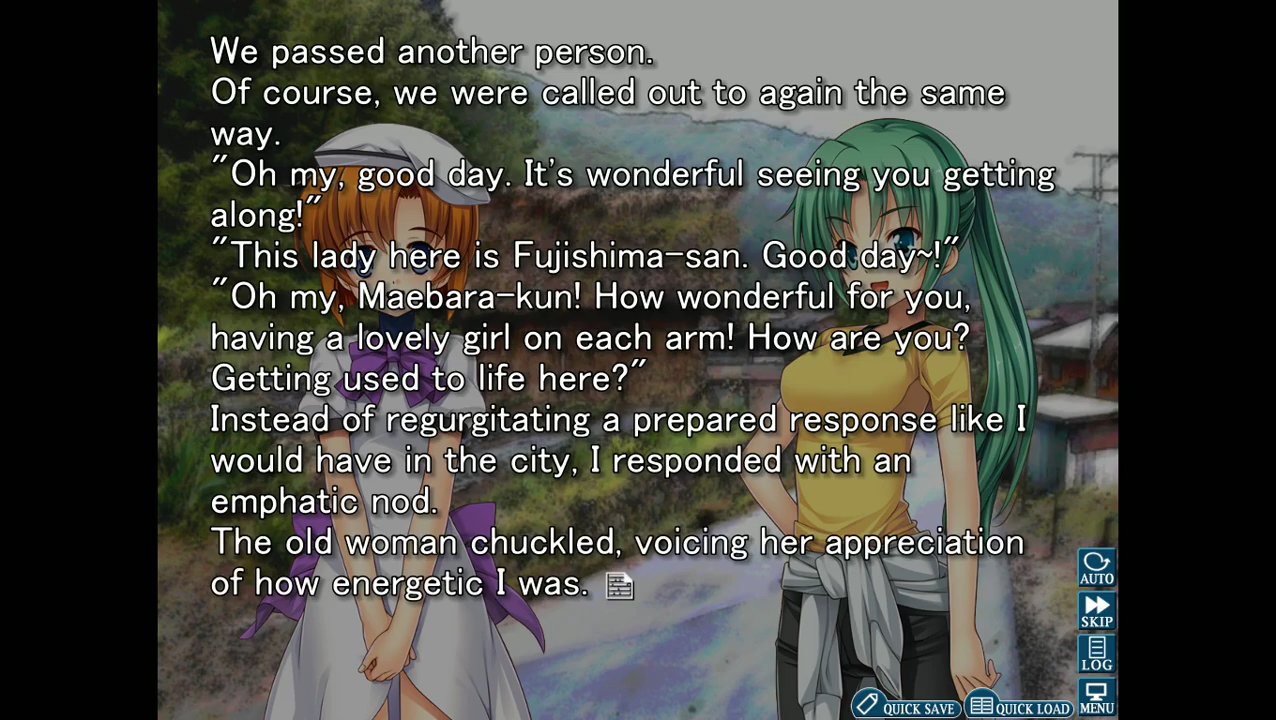 We passed another person.
Of course, we were called out to again the same
way.
"Oh my, good day. It's wonderful seeing you getting
along!"
"This lady here is Fujishima-san. Good day~!"
"Oh my, Maebara-kun! How wonderful for you,
having a lovely girl on each arm! How are you?
Getting used to life here?"
Instead of regurgitating a prepared response like I
would have in the city, I responded with an
emphatic nod.
The old woman chuckled, voicing her appreciation
of how energetic I was.
AUTO
SKIP
LOG
MENU
QUICK SAVE
QUICK LOAD